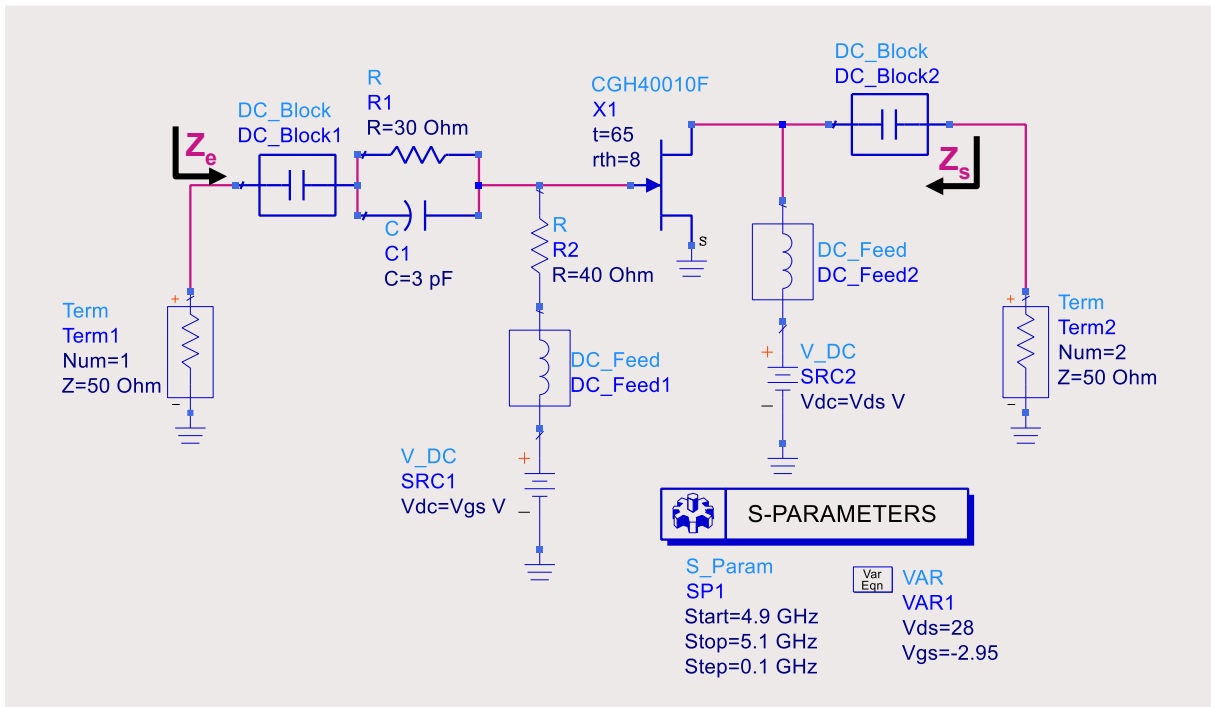 DC_Block
DC_Block1
R
R1
R=30 Ohm
CGH40010F
X1
t=65
rth=8
DC_Block
DC_Block2
Ze
Zs
S
C
C1
C=3 pF
R
R2
R=40 Ohm
DC_Feed
DC_Feed2
+
Term
Term1
Num=1
Z=50 Ohm
−
DC_Feed
DC_Feed1
+
V_DC
SRC2
Vdc=Vds V
−
+
Term
Term2
Num=2
Z=50 Ohm
−
V_DC
SRC1
Vdc=Vgs V
+
−
S-PARAMETERS
S_Param
SP1
Start=4.9 GHz
Stop=5.1 GHz
Step=0.1 GHz
Var
Eqn
VAR
VAR1
Vds=28
Vgs=-2.95